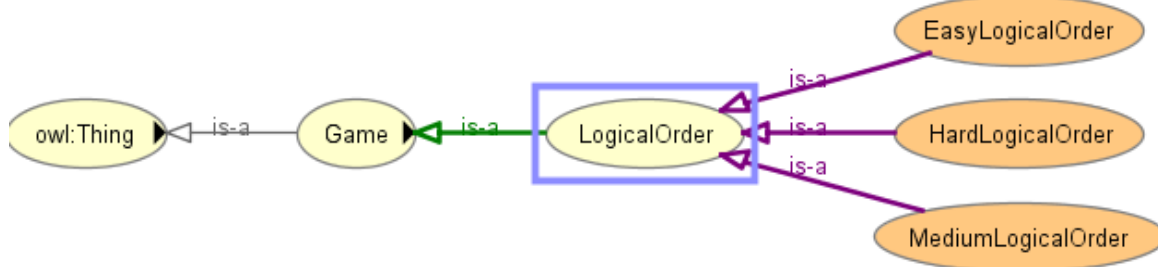 EasyLogicalOrder
is-a
owl:Thing
is-a
Game
is-a
LogicalOrder
is-a
HardLogicalOrder
is-a
MediumLogicalOrder